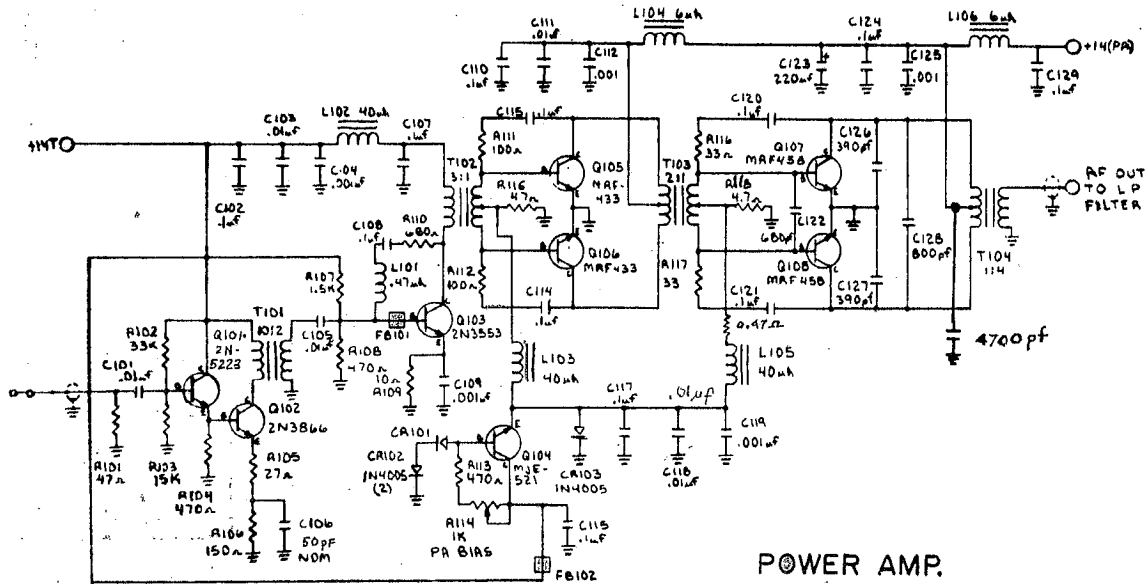 L104 6uh
L106 6uh
C111
.01uf
C112
.001
C110
.1uf
C123
220uf
+
C124
.1uf
C125
.001
+14(PA)
C129
.1uf
+14T
C103
.01uf
L102 40uh
C107
.1uf
C102
.1uf
C104
.001uf
C115 .1uf
R111
100Ω
T102
3:1
R116
47Ω
Q105
MRF-
433
Q106
MRF433
R112
100Ω
C114
.1uf
T103
2:1
C120
.1uf
R116
33Ω
Q107
MRF458
C126
390pf
R118
4.7Ω
C122
680pf
Q108
MRF458
R117
33
C121
.1uf
C127
390pf
C128
800pf
T104
1:4
RF OUT
TO LP
FILTER
4700pf
0.47Ω
C108
.1uf
R110
680Ω
L101
.47uh
R107
1.5K
FB101
Q103
2N3553
T101
10:2
C105
.01uf
R108
470Ω
10Ω
R109
C109
.001uf
R102
33K
C101
.01uf
Q101
2N-
5223
Q102
2N3866
R101
47Ω
R103
15K
R104
470Ω
R105
27Ω
R106
150Ω
C106
50pf
NOM
L103
40uh
L105
40uh
C117
.1uf
.01uf
C119
.001uf
C118
.01uf
CR101
CR102
1N4005
(2)
Q104
MJE-
521
CR103
1N4005
R113
470Ω
R114
1K
PA BIAS
C115
.1uf
FB102
POWER AMP.